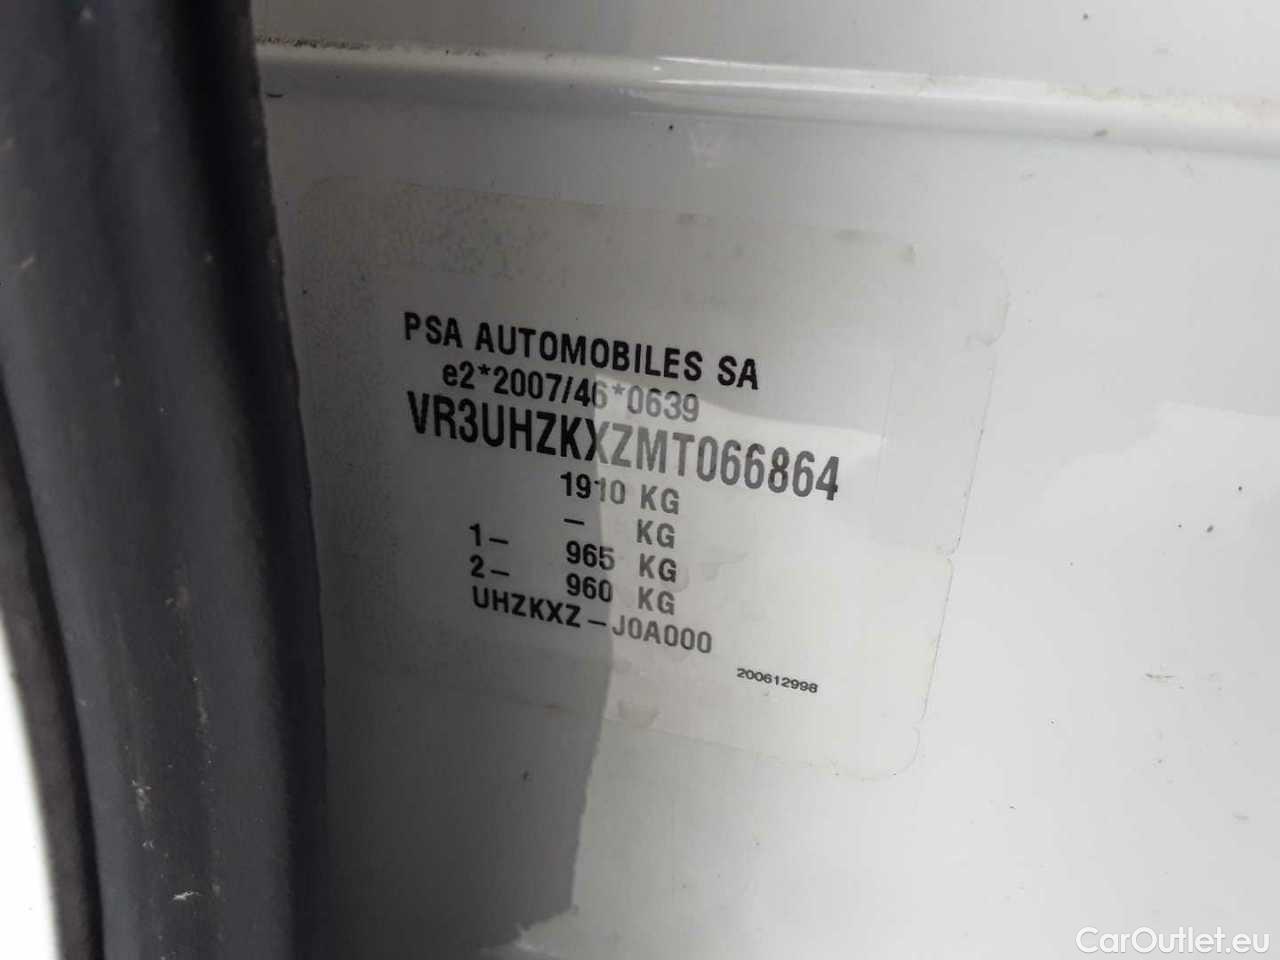 PSA AUTOMOBILES SA
e2*2007/46*0639
VR3UHZKXZMT066864
1910 KG
- KG
1- 965 KG
2- 960 KG
UHZKXZ-J0A000
200612998
CarOutlet.eu